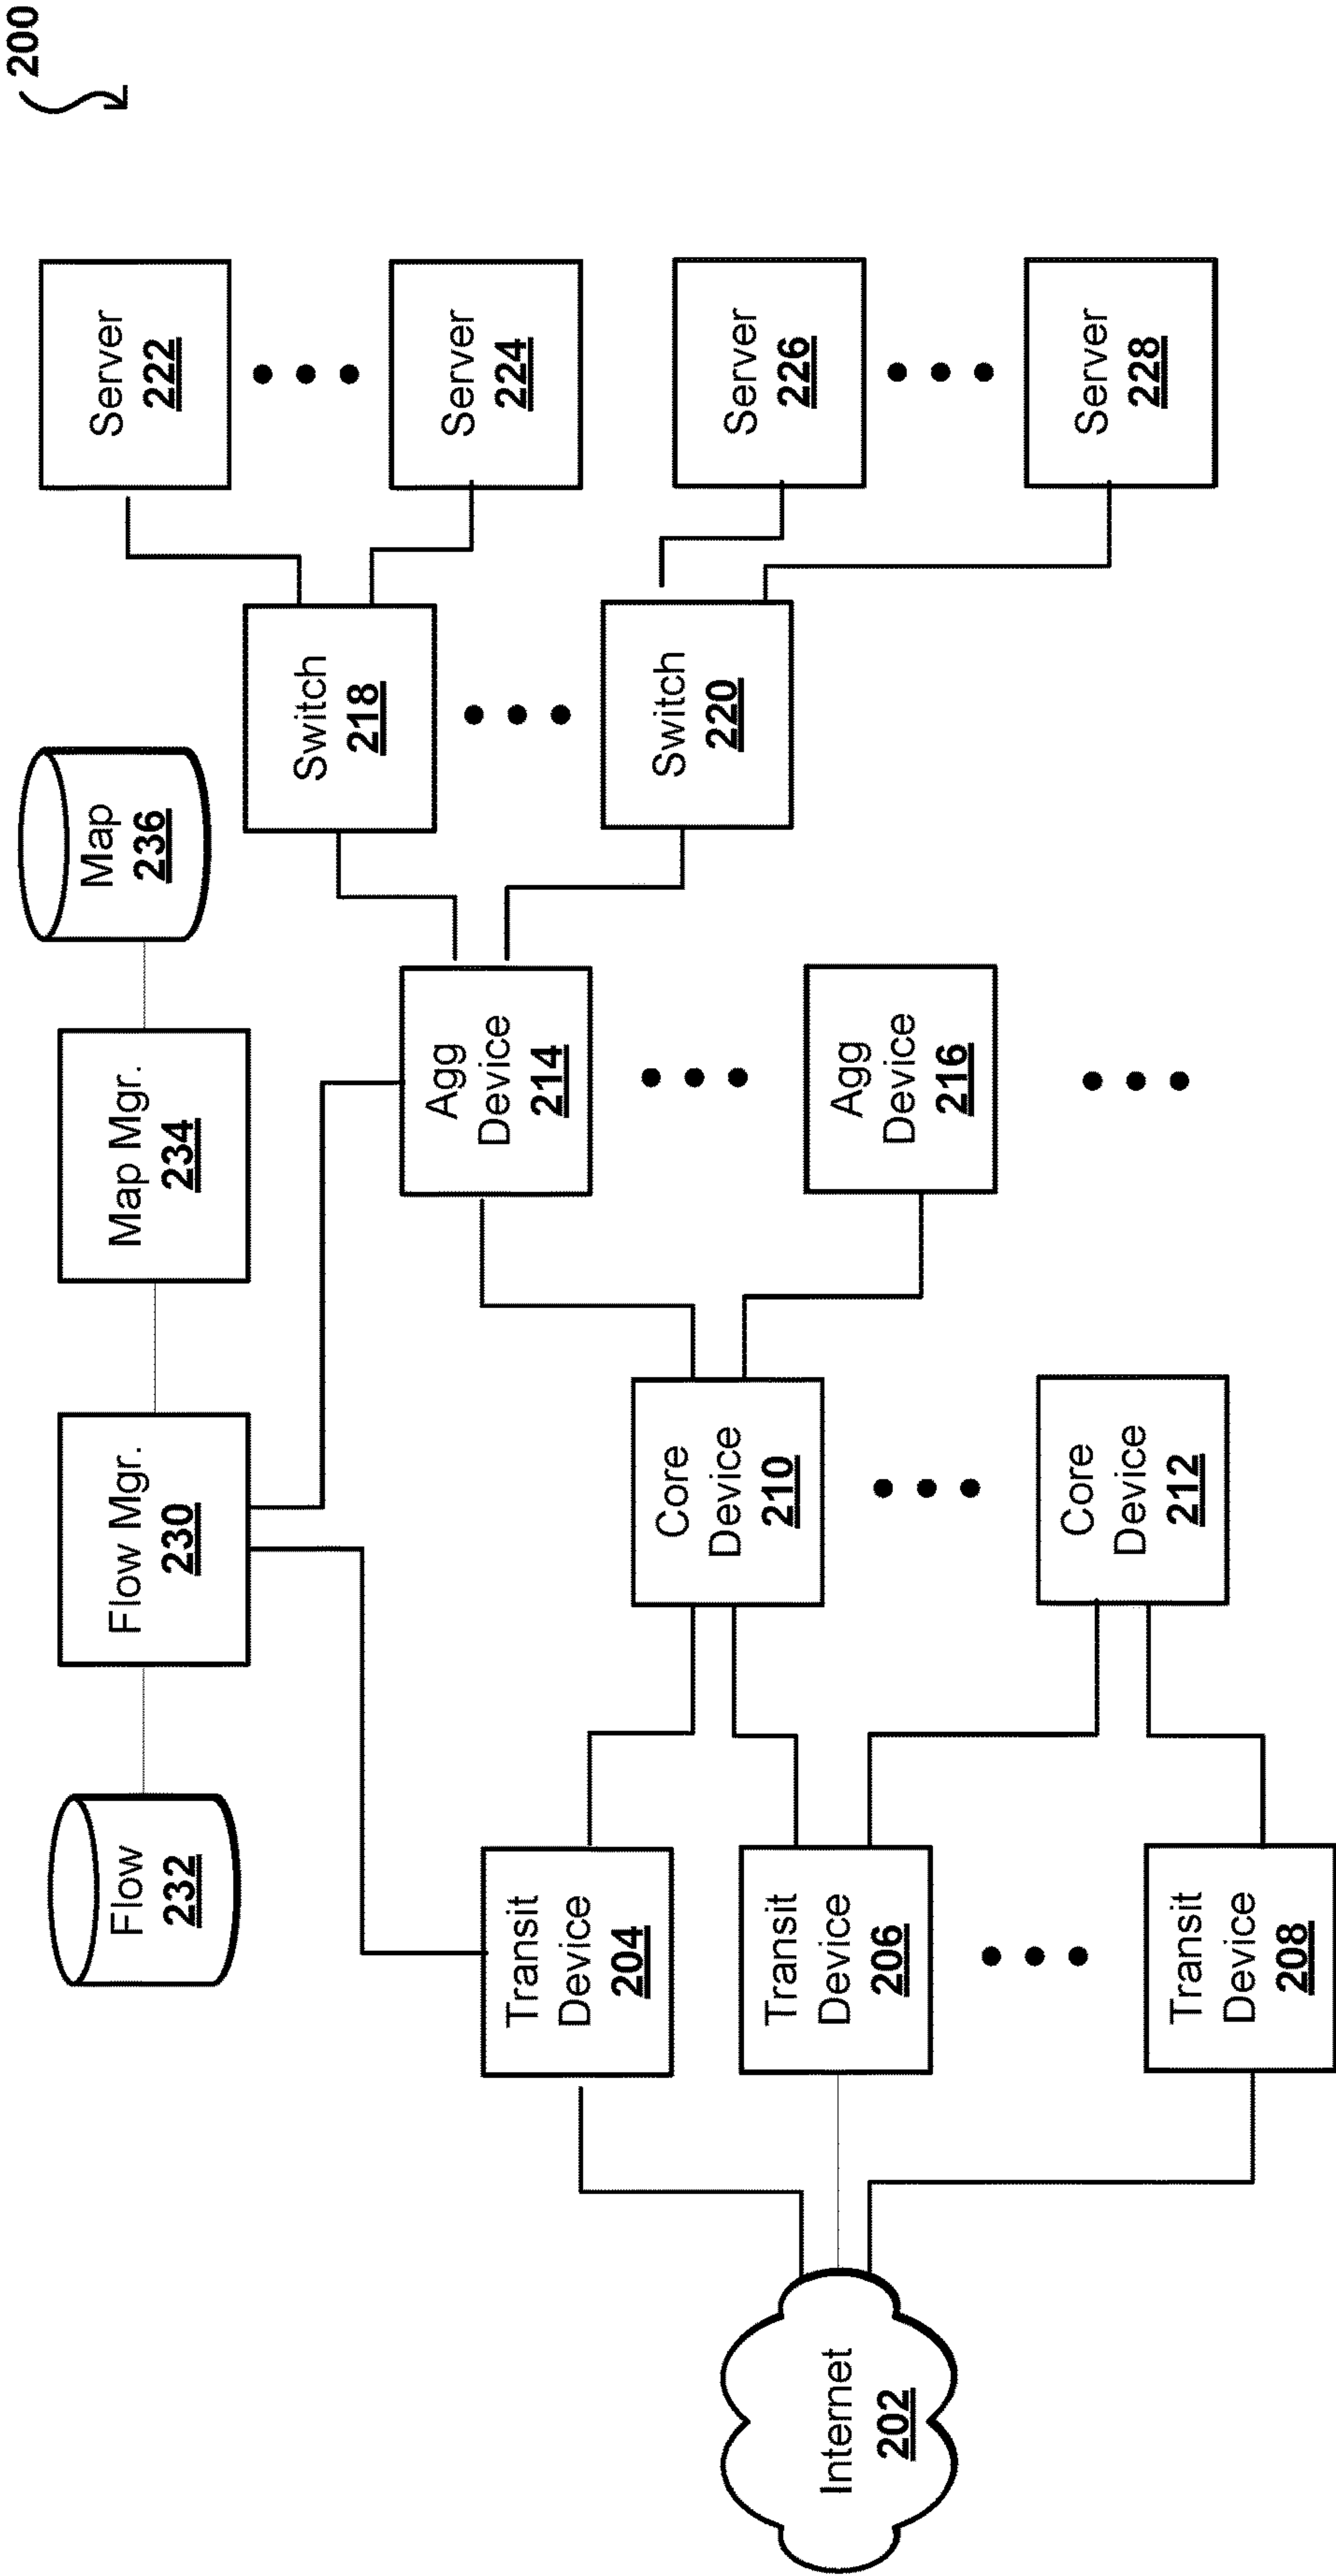 200
Flow
232
Flow Mgr.
230
Map Mgr.
234
Map
236
Internet
202
Transit
Device
204
Transit
Device
206
Transit
Device
208
Core
Device
210
Core
Device
212
Agg
Device
214
Agg
Device
216
Switch
218
Switch
220
Server
222
Server
224
Server
226
Server
228